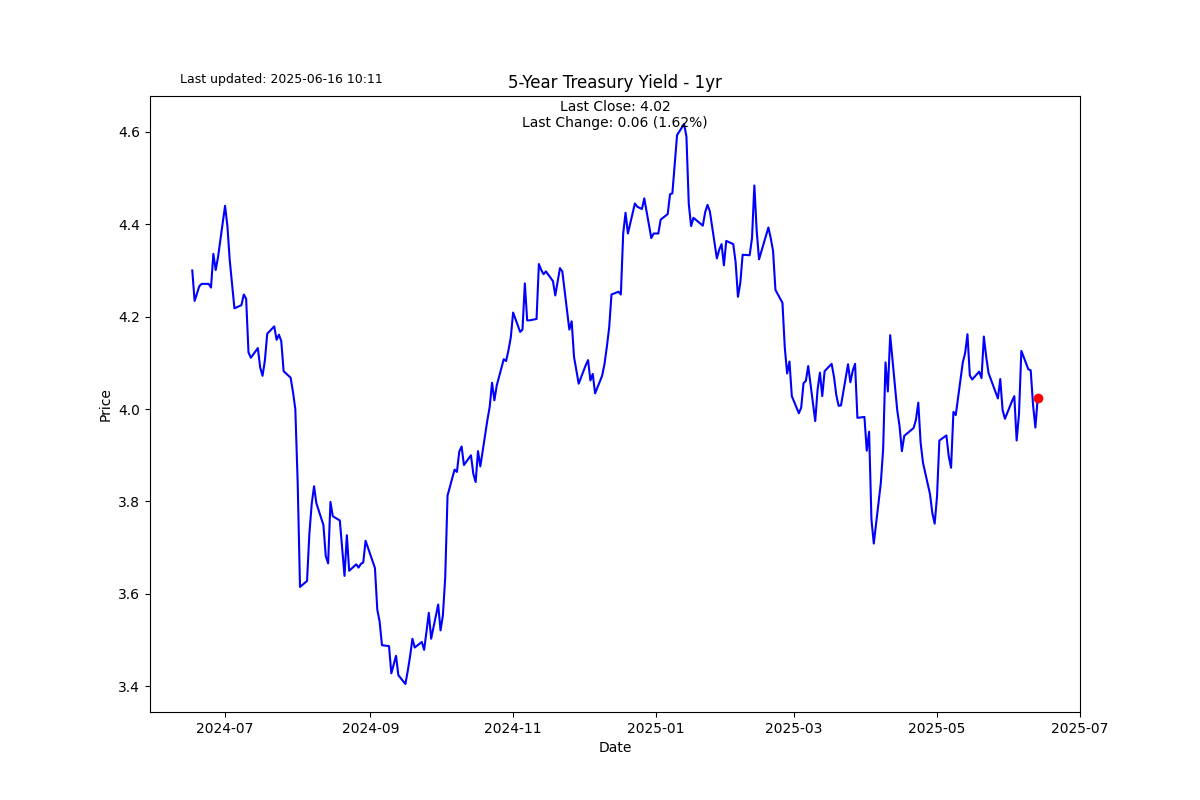 Last updated: 2025-06-16 10:11
5-Year Treasury Yield - 1yr
Last Close: 4.02
Last Change: 0.06 (1.62%)
4.6
4.4
4.2
4.0
3.8
3.6
3.4
Price
2024-07
2024-09
2024-11
2025-01
2025-03
2025-05
2025-07
Date